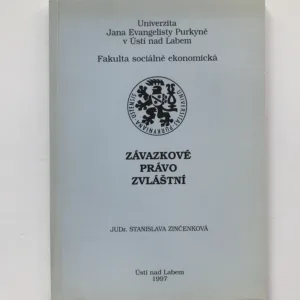 Univerzita
Jana Evangelisty Purkyně
v Ústí nad Labem
Fakulta sociálně ekonomická
ZÁVAZKOVÉ
PRÁVO
ZVLÁŠTNÍ
JUDr. STANISLAVA ZINČENKOVÁ
Ústí nad Labem
1997